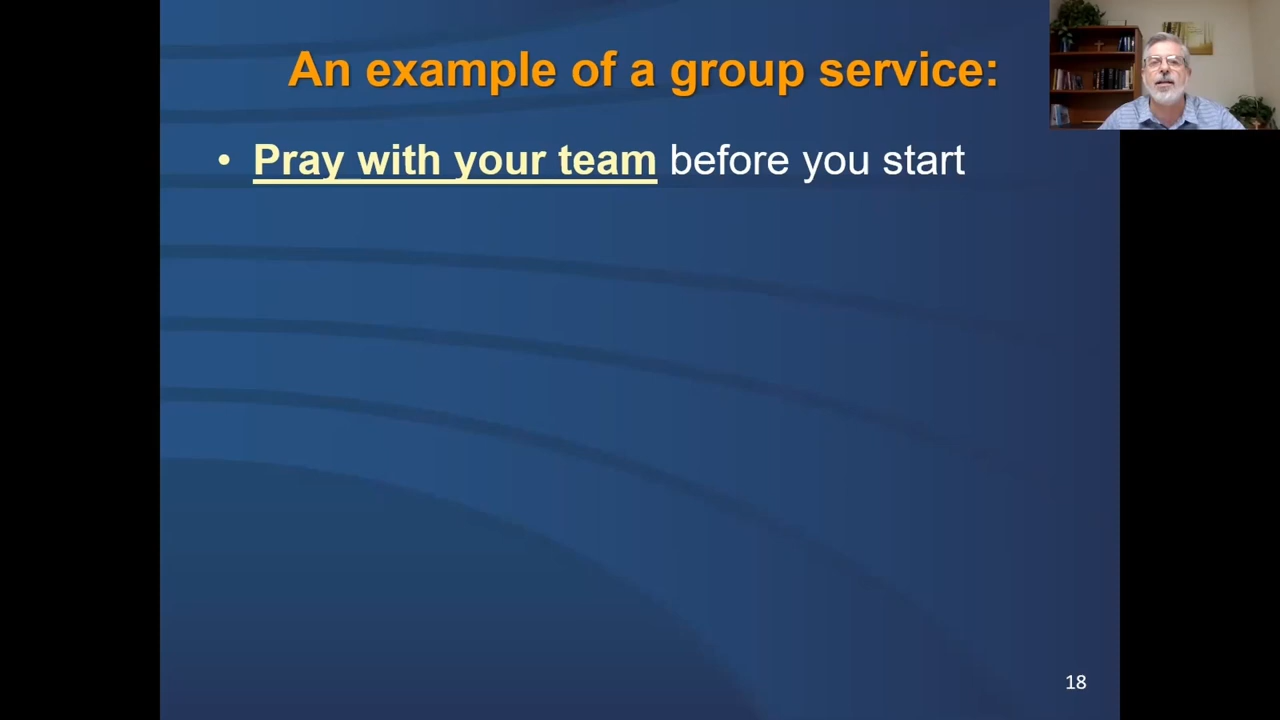 An example of a group service:
• Pray with your team before you start
18